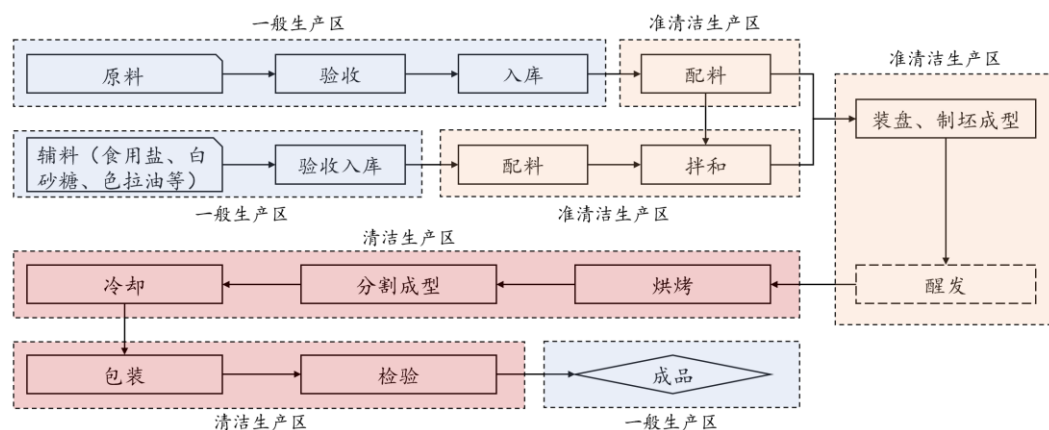 一般生产区
准清洁生产区
原料
验收
入库
配料
准清洁生产区
装盘、制坯成型
辅料（食用盐、白
砂糖、色拉油等）
验收入库
配料
拌和
一般生产区
准清洁生产区
清洁生产区
冷却
分割成型
烘烤
醒发
包装
检验
成品
清洁生产区
一般生产区